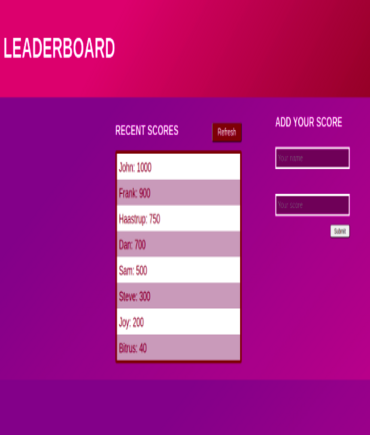 LEADERBOARD
RECENT SCORES
Refresh
John: 1000
Frank: 900
Haastrup: 750
Dan: 700
Sam: 500
Steve: 300
Joy: 200
Bitrus: 40
ADD YOUR SCORE
Your name
Your score
Submit